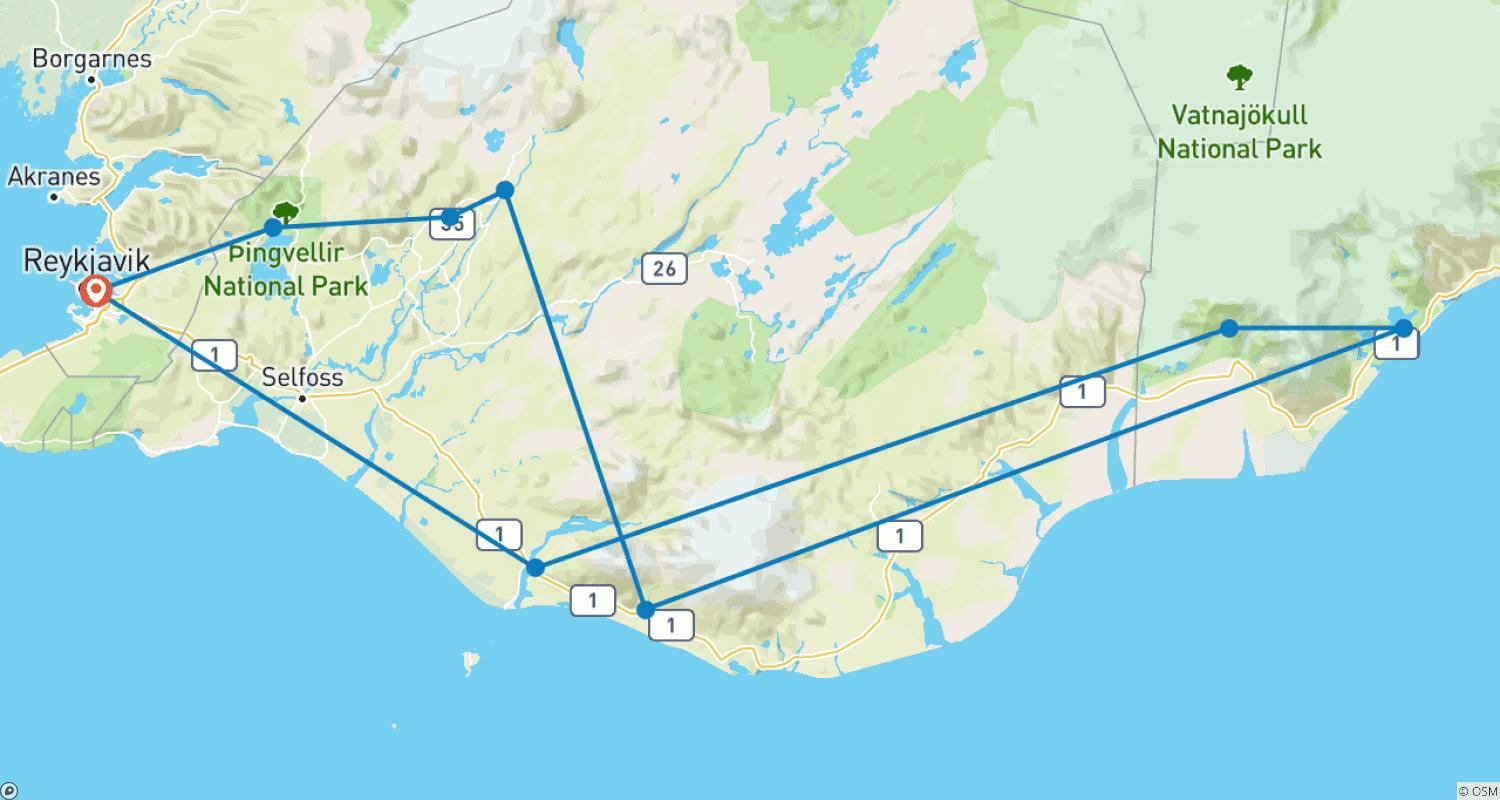 Borgarnes
Vatnajökull
National Park
Akranes
35
Reykjavik
Pingvellir
National Park
26
1
1
Selfoss
1
1
1
1
1
© OSM